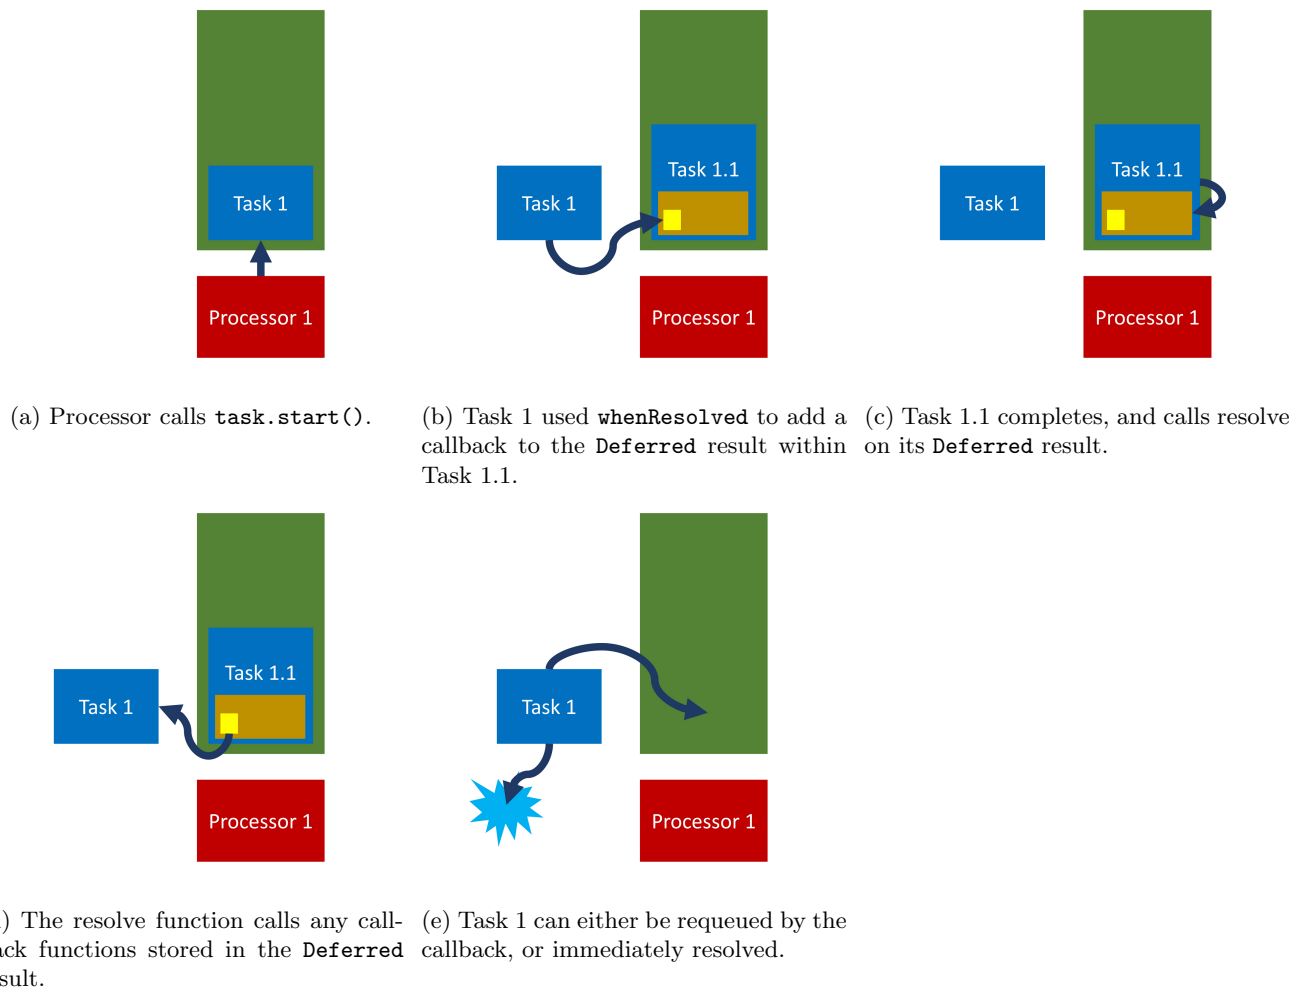 Task 1
Processor 1
Task 1
Task 1.1
Processor 1
Task 1
Task 1.1
Processor 1
(a) Processor calls task.start().
(b) Task 1 used whenResolved to add a
callback to the Deferred result within
Task 1.1.
(c) Task 1.1 completes, and calls resolve
on its Deferred result.
Task 1
Task 1.1
Processor 1
Task 1
Processor 1
) The resolve function calls any call-
ack functions stored in the Deferred
sult.
(e) Task 1 can either be requeued by the
callback, or immediately resolved.